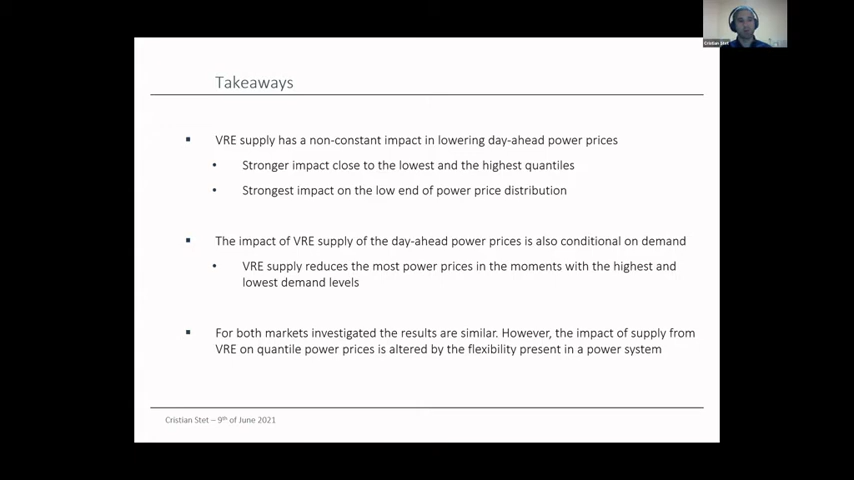 Cristian Stet
Takeaways
▪ VRE supply has a non-constant impact in lowering day-ahead power prices
• Stronger impact close to the lowest and the highest quantiles
• Strongest impact on the low end of power price distribution
▪ The impact of VRE supply of the day-ahead power prices is also conditional on demand
• VRE supply reduces the most power prices in the moments with the highest and
lowest demand levels
▪ For both markets investigated the results are similar. However, the impact of supply from
VRE on quantile power prices is altered by the flexibility present in a power system
Cristian Stet – 9th of June 2021